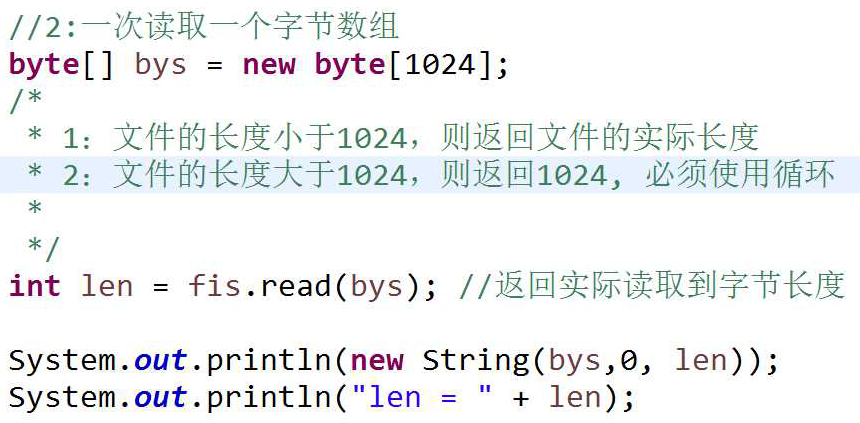 //2:一次读取一个字节数组
byte[] bys = new byte[1024];
/*
 * 1: 文件的长度小于1024，则返回文件的实际长度
 * 2: 文件的长度大于1024，则返回1024, 必须使用循环
 *
 */
int len = fis.read(bys); //返回实际读取到字节长度
System.out.println(new String(bys,0, len));
System.out.println("len = " + len);